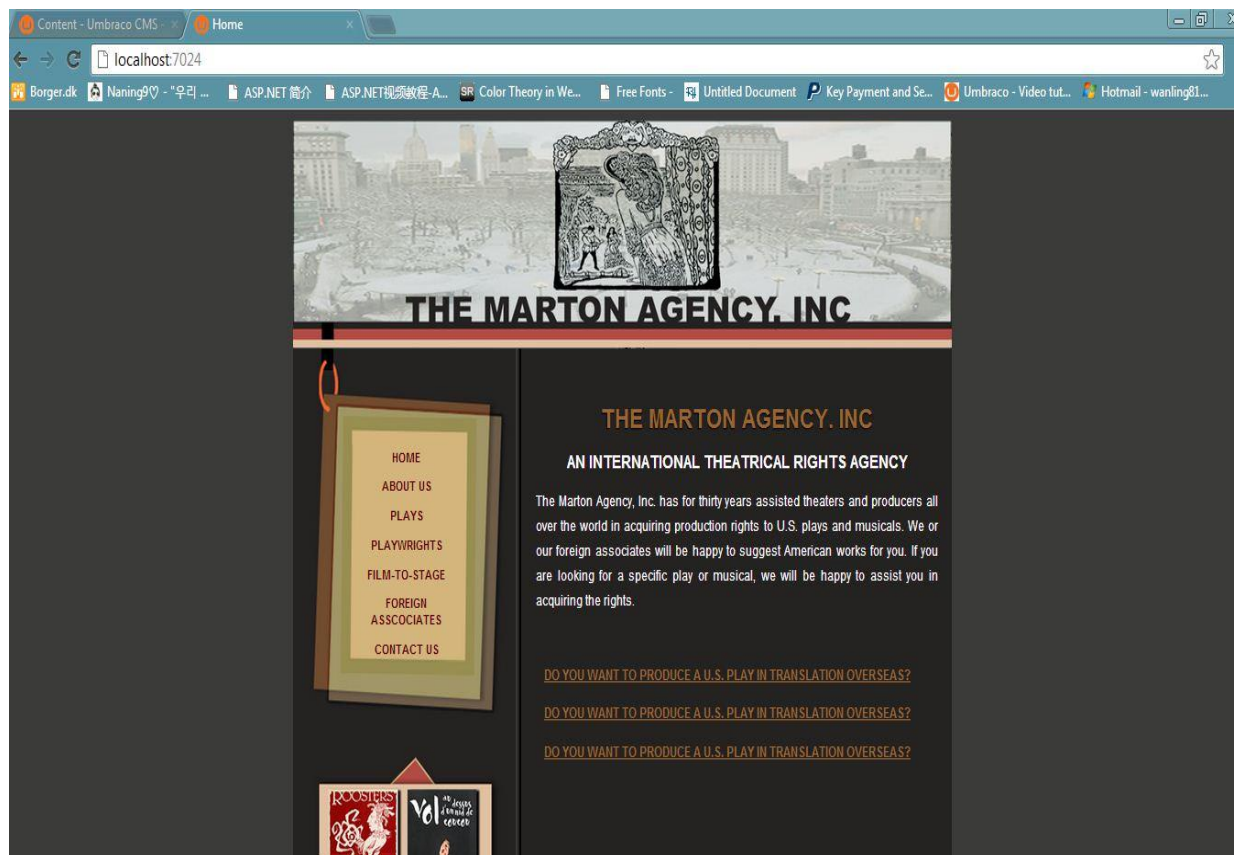 Content - Umbraco CMS -
Home
localhost:7024
Borger.dk
Naning9♡ - "우리 ...
ASP.NET 简介
ASP.NET视频教程-A...
SR Color Theory in We...
Free Fonts -
Untitled Document
Key Payment and Se...
Umbraco - Video tut...
Hotmail - wanling81...
THE MARTON AGENCY. INC
HOME
ABOUT US
PLAYS
PLAYWRIGHTS
FILM-TO-STAGE
FOREIGN
ASSCOCIATES
CONTACT US
THE MARTON AGENCY. INC
AN INTERNATIONAL THEATRICAL RIGHTS AGENCY
The Marton Agency, Inc. has for thirty years assisted theaters and producers all
over the world in acquiring production rights to U.S. plays and musicals. We or
our foreign associates will be happy to suggest American works for you. If you
are looking for a specific play or musical, we will be happy to assist you in
acquiring the rights.
DO YOU WANT TO PRODUCE A U.S. PLAY IN TRANSLATION OVERSEAS?
DO YOU WANT TO PRODUCE A U.S. PLAY IN TRANSLATION OVERSEAS?
DO YOU WANT TO PRODUCE A U.S. PLAY IN TRANSLATION OVERSEAS?
ROOSTERS
Vol au dessus
d'un nid de
coucou